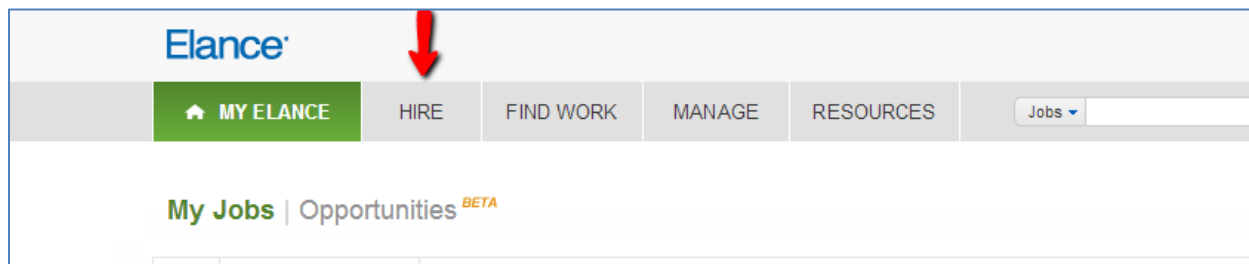 Elance
MY ELANCE HIRE FIND WORK MANAGE RESOURCES Jobs
My Jobs | Opportunities BETA